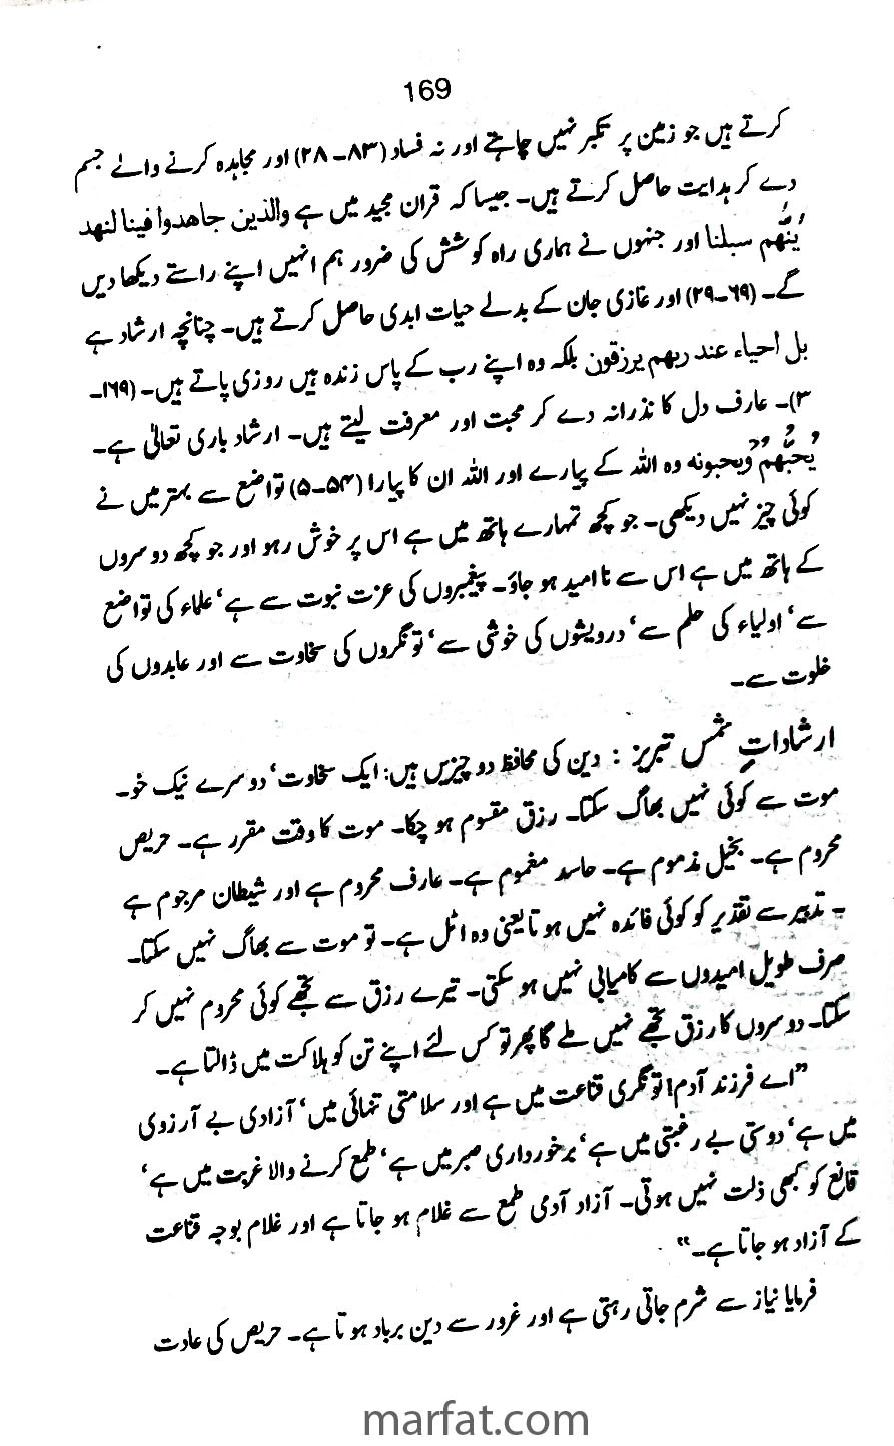 169
کرتے ہیں جو زمین پر تکبر نہیں چاہتے اور نہ فساد (۸۳۔۲۸) اور مجاہدہ کرنے والے جسم
دے کر ہدایت حاصل کرتے ہیں۔ جیسا کہ قران مجید میں ہے والذین جاھدوا فینا لنھد
ینّھم سبلنا اور جنہوں نے ہماری راہ کوشش کی ضرور ہم انہیں اپنے راستے دیکھا دیں
گے۔ (۶۹۔۲۹) اور غازی جان کے بدلے حیات ابدی حاصل کرتے ہیں۔ چنانچہ ارشاد ہے
بل احیاء عند ربھم یرزقون بلکہ وہ اپنے رب کے پاس زندہ ہیں روزی پاتے ہیں۔ (۱۶۹۔
۳)۔ عارف دل کا نذرانہ دے کر محبت اور معرفت لیتے ہیں۔ ارشاد باری تعالیٰ ہے۔
یُحبُّھُم وُیحبونہ وہ اللہ کے پیارے اور اللہ ان کا پیارا (۵۴۔۵) تواضع سے بہتر میں نے
کوئی چیز نہیں دیکھی۔ جو کچھ تمہارے ہاتھ میں ہے اس پر خوش رہو اور جو کچھ دوسروں
کے ہاتھ میں ہے اس سے ناامید ہو جاؤ۔ پیغمبروں کی عزت نبوت سے ہے، علماء کی تواضع
سے، اولیاء کی حلم سے، درویشوں کی خوشی سے، تونگروں کی سخاوت سے اور عابدوں کی
خلوت سے۔
ارشاداتِ شمس تبریز : دین کی محافظ دو چیزیں ہیں: ایک سخاوت، دوسرے نیک خو۔
موت سے کوئی نہیں بھاگ سکتا۔ رزق مقسوم ہو چکا۔ موت کا وقت مقرر ہے۔ حریص
محروم ہے۔ بخیل مذموم ہے۔ حاسد مغموم ہے۔ عارف محروم ہے اور شیطان مرجوم ہے
۔ تدبیر سے تقدیر کو کوئی فائدہ نہیں ہوتا یعنی وہ اٹل ہے۔ تو موت سے بھاگ نہیں سکتا۔
صرف طویل امیدوں سے کامیابی نہیں ہو سکتی۔ تیرے رزق سے تجھے کوئی محروم نہیں کر
سکتا۔ دوسروں کا رزق تجھے نہیں ملے گا پھر تو کس لئے اپنے تن کو ہلاکت میں ڈالتا ہے۔
”اے فرزند آدم! تونگری قناعت میں ہے اور سلامتی تنہائی میں، آزادی بے آرزوی
میں ہے، دوستی بے رغبتی میں ہے، برخورداری صبر میں ہے، طمع کرنے والا غربت میں ہے،
قانع کو کبھی ذلت نہیں ہوتی۔ آزاد آدی طمع سے غلام ہو جاتا ہے اور غلام بوجہ قناعت
کے آزاد ہو جاتا ہے۔“
فرمایا نیاز سے شرم جاتی رہتی ہے اور غرور سے دین برباد ہوتا ہے۔ حریص کی عادت
marfat.com